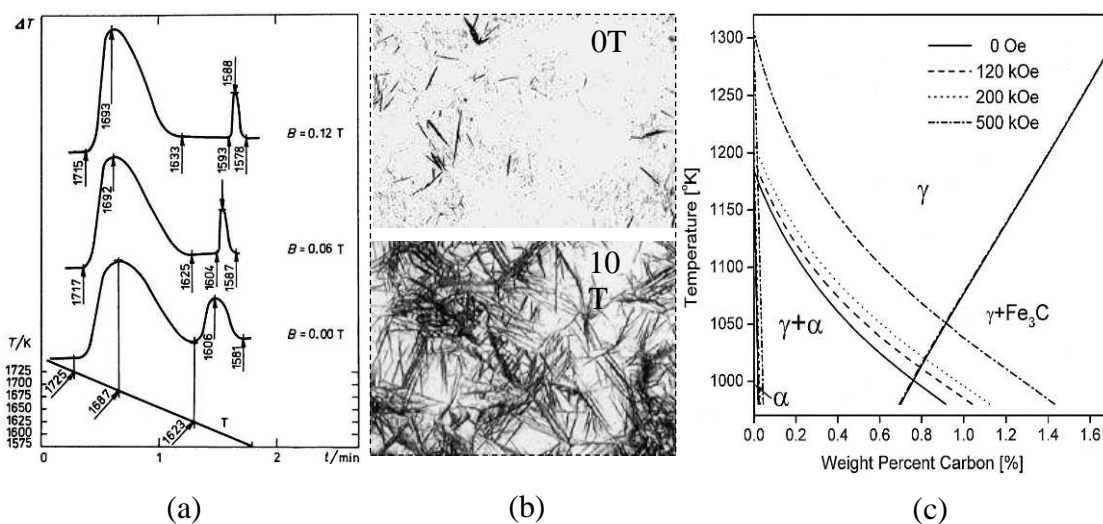 ΔT
1693
1588
B = 0.12 T
1715
1633
1593
1578
1692
B = 0.06 T
1717
1625
1604
1587
B = 0.00 T
1606
1581
T/K
1725
1700
1675
1650
1625
1600
1575
1725
1687
1623
T
0
1
2
t/min
(a)
0T
10
T
(b)
1300
1250
1200
1150
1100
1050
1000
Temperature [°K]
0 Oe
120 kOe
200 kOe
500 kOe
γ
γ+α
γ+Fe₃C
α
0.0 0.2 0.4 0.6 0.8 1.0 1.2 1.4 1.6
Weight Percent Carbon [%]
(c)